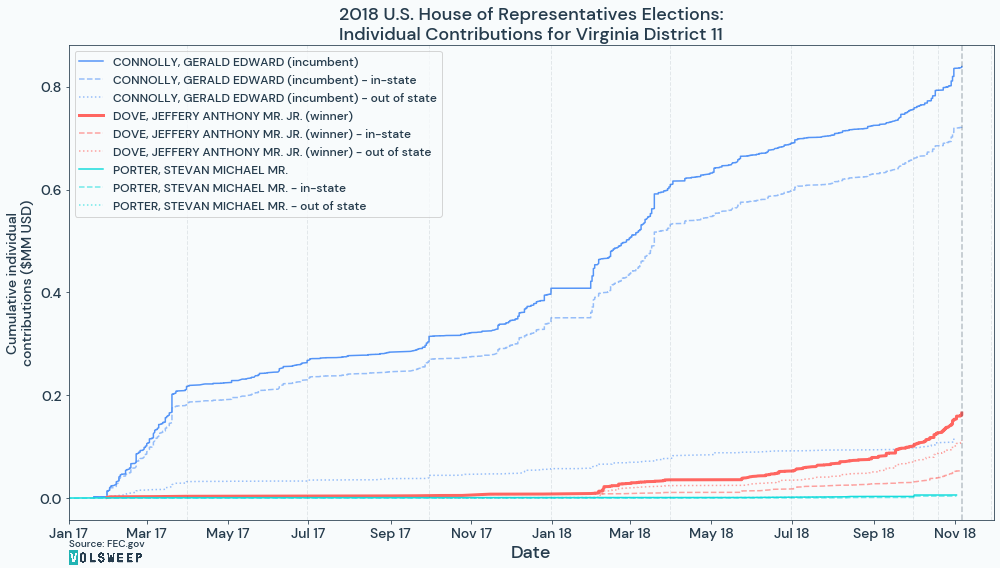 2018 U.S. House of Representatives Elections:
Individual Contributions for Virginia District 11
CONNOLLY, GERALD EDWARD (incumbent)
CONNOLLY, GERALD EDWARD (incumbent) - in-state
CONNOLLY, GERALD EDWARD (incumbent) - out of state
DOVE, JEFFERY ANTHONY MR. JR. (winner)
DOVE, JEFFERY ANTHONY MR. JR. (winner) - in-state
DOVE, JEFFERY ANTHONY MR. JR. (winner) - out of state
PORTER, STEVAN MICHAEL MR.
PORTER, STEVAN MICHAEL MR. - in-state
PORTER, STEVAN MICHAEL MR. - out of state
Cumulative individual
contributions ($MM USD)
0.8
0.6
0.4
0.2
0.0
Jan 17 Mar 17 May 17 Jul 17 Sep 17 Nov 17 Jan 18 Mar 18 May 18 Jul 18 Sep 18 Nov 18
Date
Source: FEC.gov
VOLSWEEP